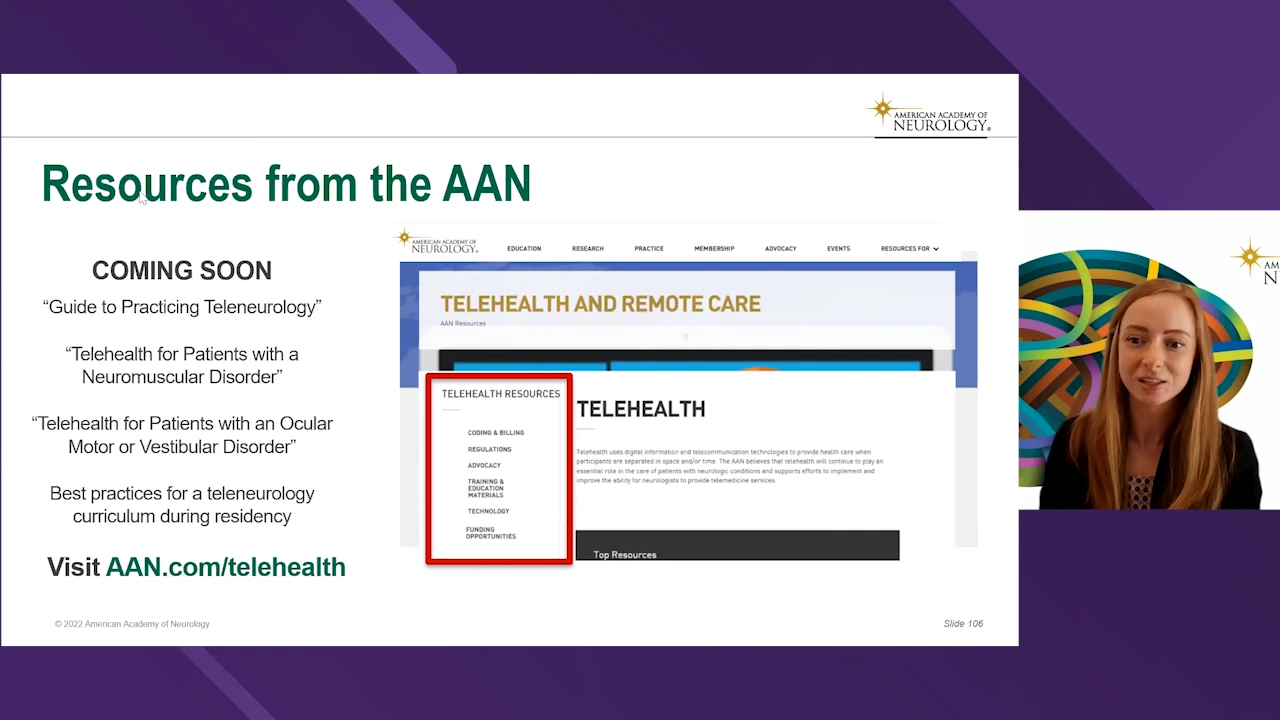 AMERICAN ACADEMY OF
NEUROLOGY®
Resources from the AAN
COMING SOON
“Guide to Practicing Teleneurology”
“Telehealth for Patients with a
Neuromuscular Disorder”
“Telehealth for Patients with an Ocular
Motor or Vestibular Disorder”
Best practices for a teleneurology
curriculum during residency
Visit AAN.com/telehealth
AMERICAN ACADEMY OF
NEUROLOGY®
EDUCATION RESEARCH PRACTICE MEMBERSHIP ADVOCACY EVENTS RESOURCES FOR
TELEHEALTH AND REMOTE CARE
AAN Resources
TELEHEALTH RESOURCES
CODING & BILLING
REGULATIONS
ADVOCACY
TRAINING &
EDUCATION
MATERIALS
TECHNOLOGY
FUNDING
OPPORTUNITIES
TELEHEALTH
Telehealth uses digital information and telecommunication technologies to provide health care when
participants are separated in space and/or time. The AAN believes that telehealth will continue to play an
essential role in the care of patients with neurologic conditions and supports efforts to implement and
improve the ability for neurologists to provide telemedicine services.
Top Resources
© 2022 American Academy of Neurology
Slide 106
AM
N